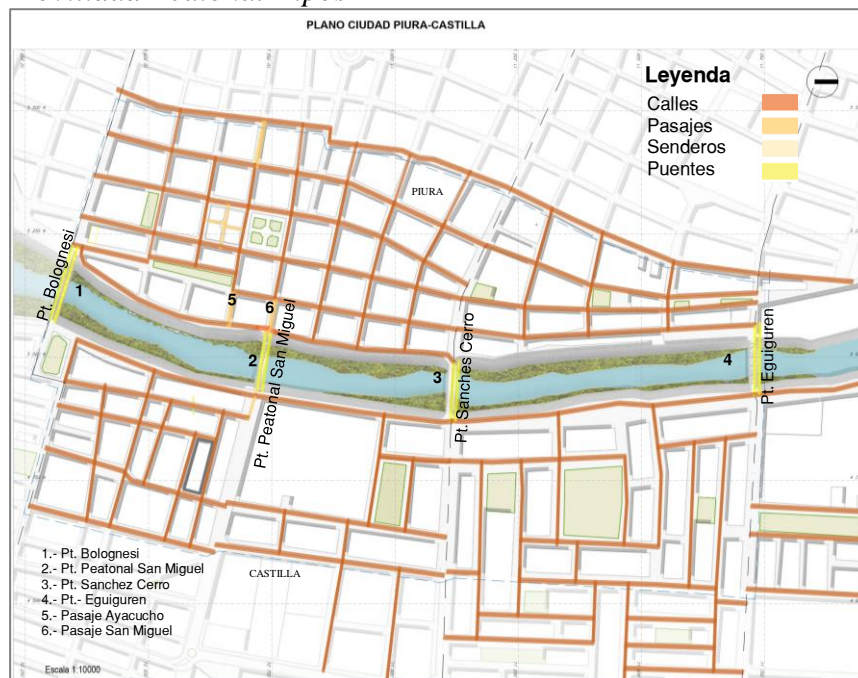 PLANO CIUDAD PIURA-CASTILLA
Leyenda
Calles
Pasajes
Senderos
Puentes
PIURA
Pt. Bolognesi
1
5
6
2
Pt. Peatonal San Miguel
3
Pt. Sanches Cerro
4
Pt. Eguiguren
1.- Pt. Bolognesi
2.- Pt. Peatonal San Miguel
3.- Pt. Sanchez Cerro
4.- Pt.- Eguiguren
5.- Pasaje Ayacucho
6.- Pasaje San Miguel
CASTILLA
Escala 1:10000